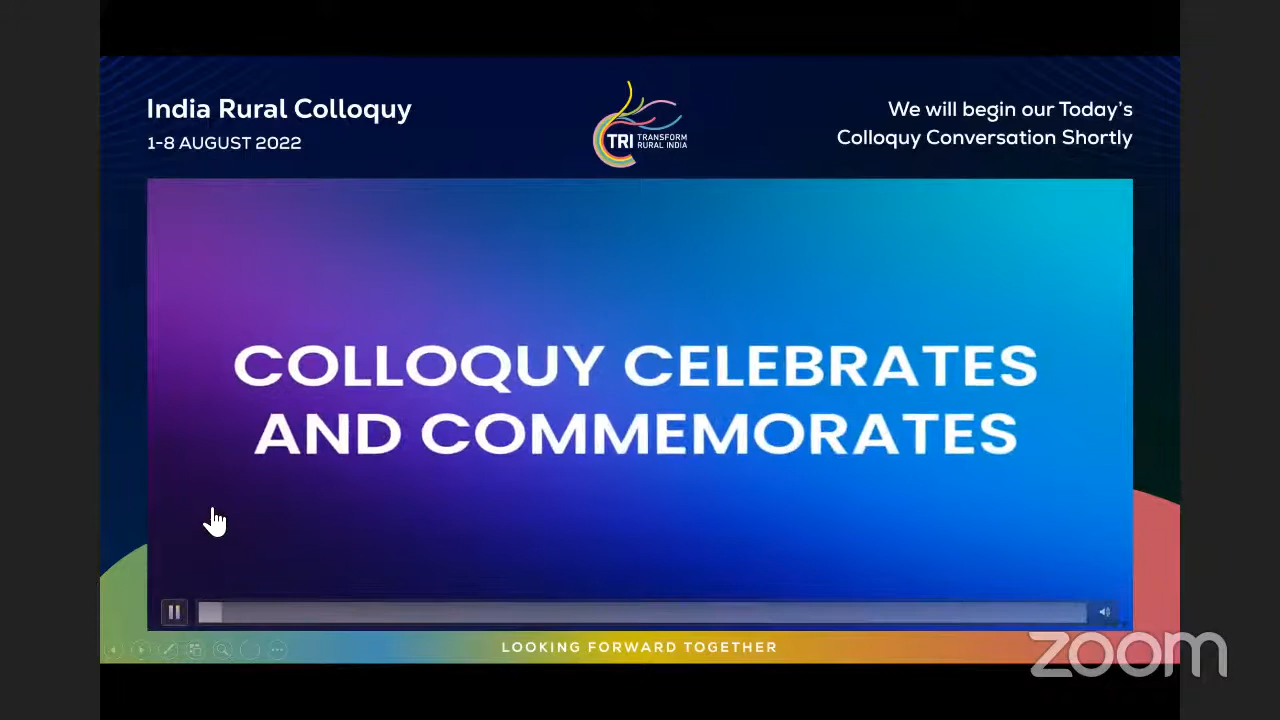 India Rural Colloquy
1-8 AUGUST 2022
TRI TRANSFORM
RURAL INDIA
We will begin our Today's
Colloquy Conversation Shortly
COLLOQUY CELEBRATES
AND COMMEMORATES
LOOKING FORWARD TOGETHER
zoom